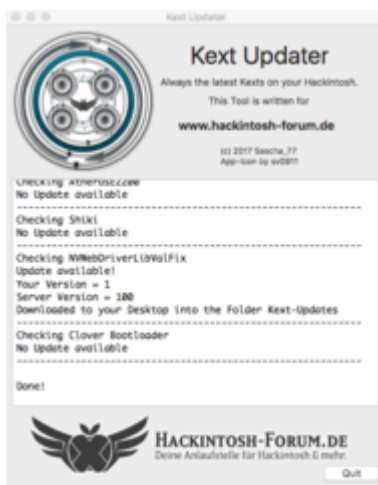 Kext Updater
Kext Updater
Always the latest Kexts on your Hackintosh.
This Tool is written for
www.hackintosh-forum.de
(c) 2017 Sascha_77
App-Icon by sv0911
Checking AtherosE2200
No Update available
Checking Shiki
No Update available
Checking NVWebDriverLibValFix
Update available!
Your Version = 1
Server Version = 100
Downloaded to your Desktop into the Folder Kext-Updates
Checking Clover Bootloader
No Update available
Done!
HACKINTOSH-FORUM.DE
Deine Anlaufstelle für Hackintosh & mehr.
Quit